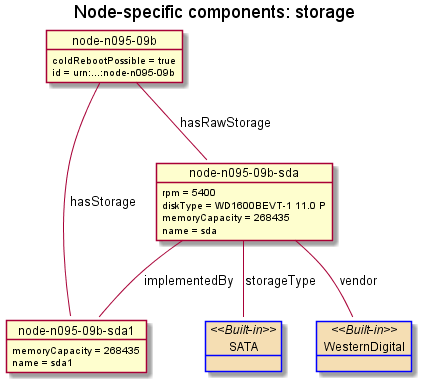 Node-specific components: storage
node-n095-09b
coldRebootPossible = true
id = urn:...:node-n095-09b
hasRawStorage
node-n095-09b-sda
rpm = 5400
diskType = WD1600BEVT-1 11.0 P
memoryCapacity = 268435
name = sda
hasStorage
implementedBy
storageType
vendor
node-n095-09b-sda1
memoryCapacity = 268435
name = sda1
<<Built-in>>
SATA
<<Built-in>>
WesternDigital